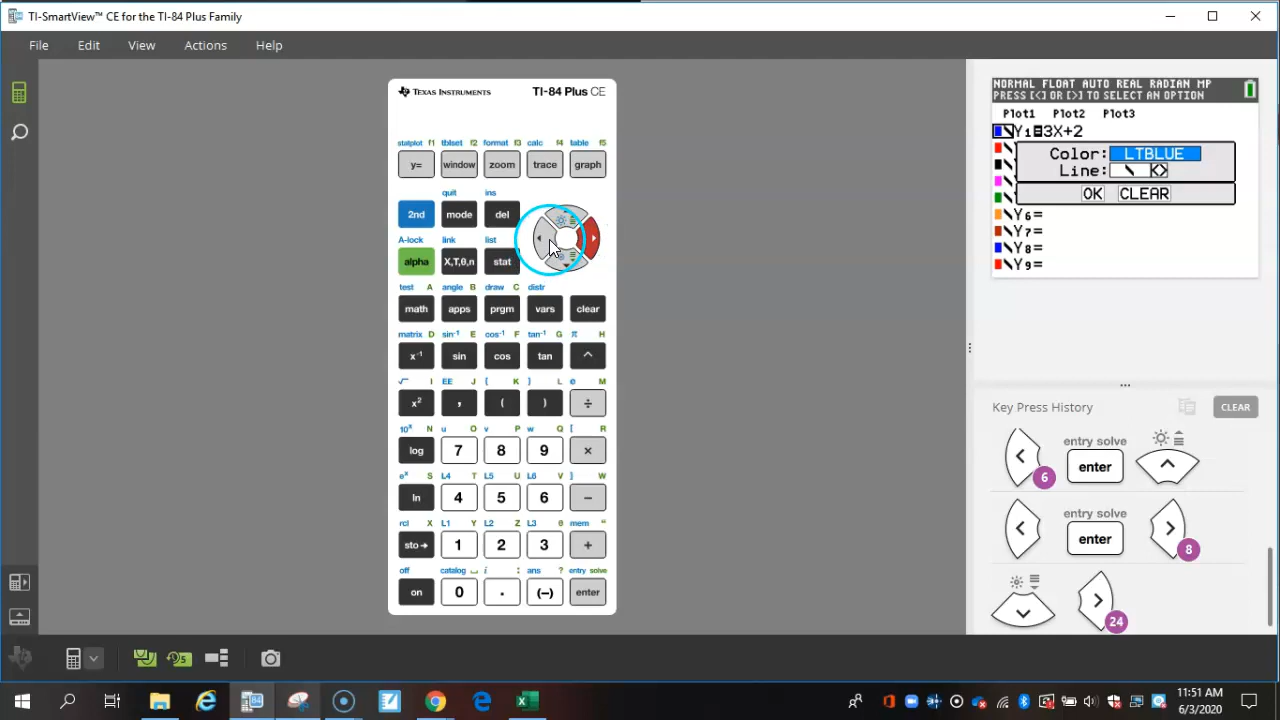 TI-SmartView™ CE for the TI-84 Plus Family
File Edit View Actions Help
TEXAS INSTRUMENTS TI-84 Plus CE
statplot f1 tblset f2 format f3 calc f4 table f5
y= window zoom trace graph
quit ins
2nd mode del
A-lock link list
alpha X,T,θ,n stat
test A angle B draw C distr
math apps prgm vars clear
matrix D sin⁻¹ E cos⁻¹ F tan⁻¹ G π H
x⁻¹ sin cos tan ^
√‾ I EE J { K } L e M
x² , ( ) ÷
10ˣ N u O v P w Q [ R
log 7 8 9 ×
eˣ S L4 T L5 U L6 V ] W
ln 4 5 6 −
rcl X L1 Y L2 Z L3 θ mem “
sto→ 1 2 3 +
off catalog ⎵ i : ans ? entry solve
on 0 . (−) enter
NORMAL FLOAT AUTO REAL RADIAN MP
PRESS [<] OR [>] TO SELECT AN OPTION
Plot1 Plot2 Plot3
Y1=3X+2
Color: LTBLUE
Line: \ <>
OK CLEAR
Y6=
Y7=
Y8=
Y9=
Key Press History CLEAR
entry solve
6 enter
entry solve
enter 8
24
11:51 AM
6/3/2020